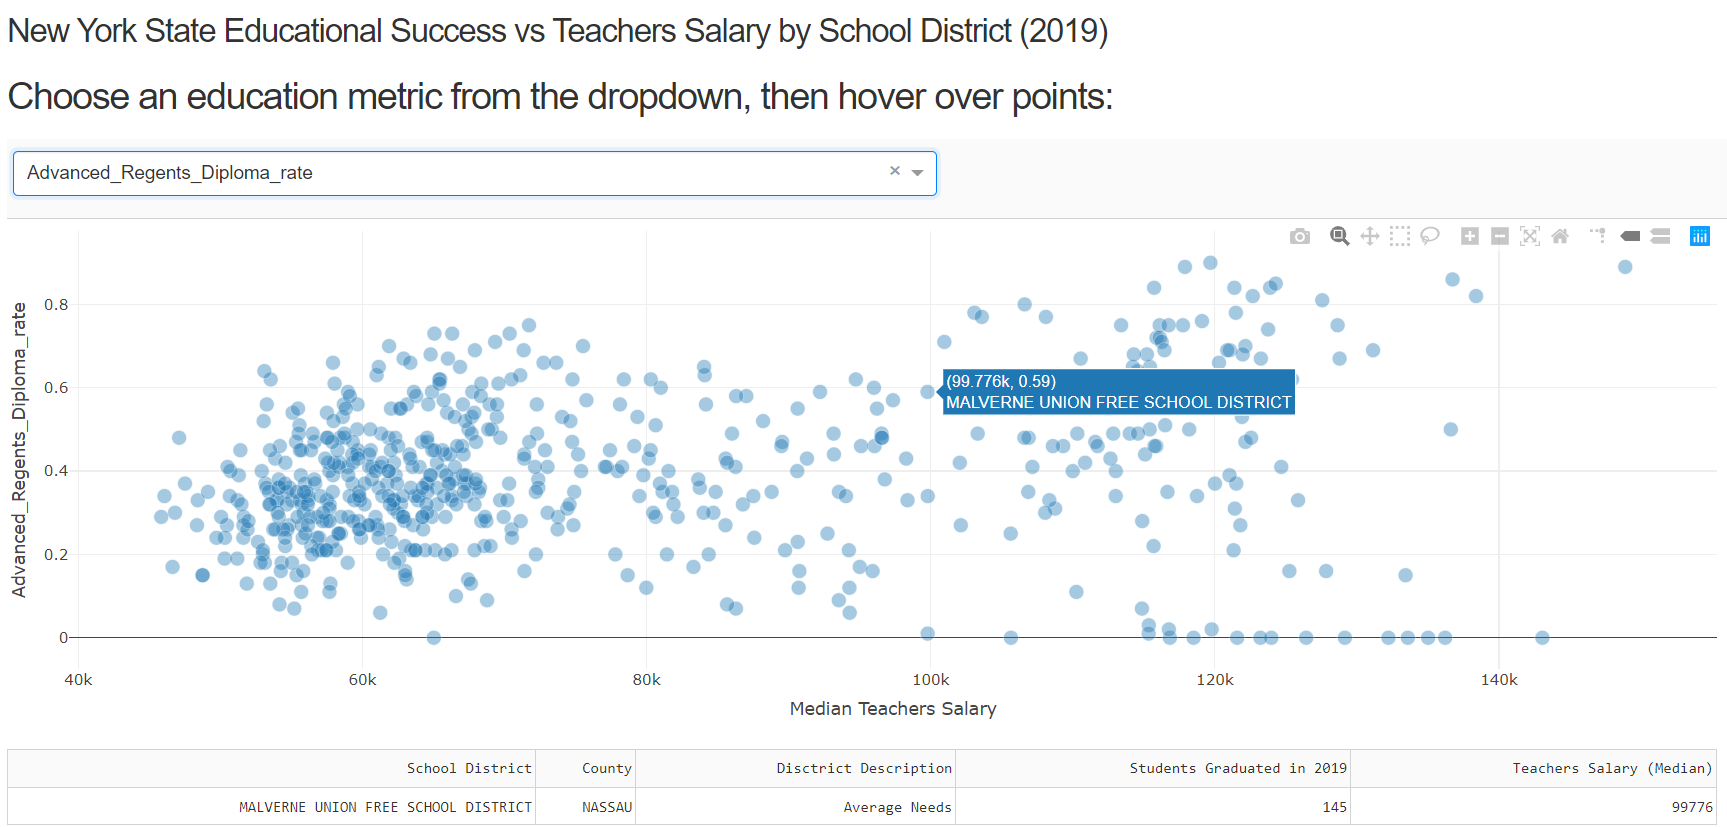 New York State Educational Success vs Teachers Salary by School District (2019)
Choose an education metric from the dropdown, then hover over points:
Advanced_Regents_Diploma_rate
Advanced_Regents_Diploma_rate
0.8
0.6
0.4
0.2
0
(99.776k, 0.59)
MALVERNE UNION FREE SCHOOL DISTRICT
40k 60k 80k 100k 120k 140k
Median Teachers Salary
School District County Disctrict Description Students Graduated in 2019 Teachers Salary (Median)
MALVERNE UNION FREE SCHOOL DISTRICT NASSAU Average Needs 145 99776